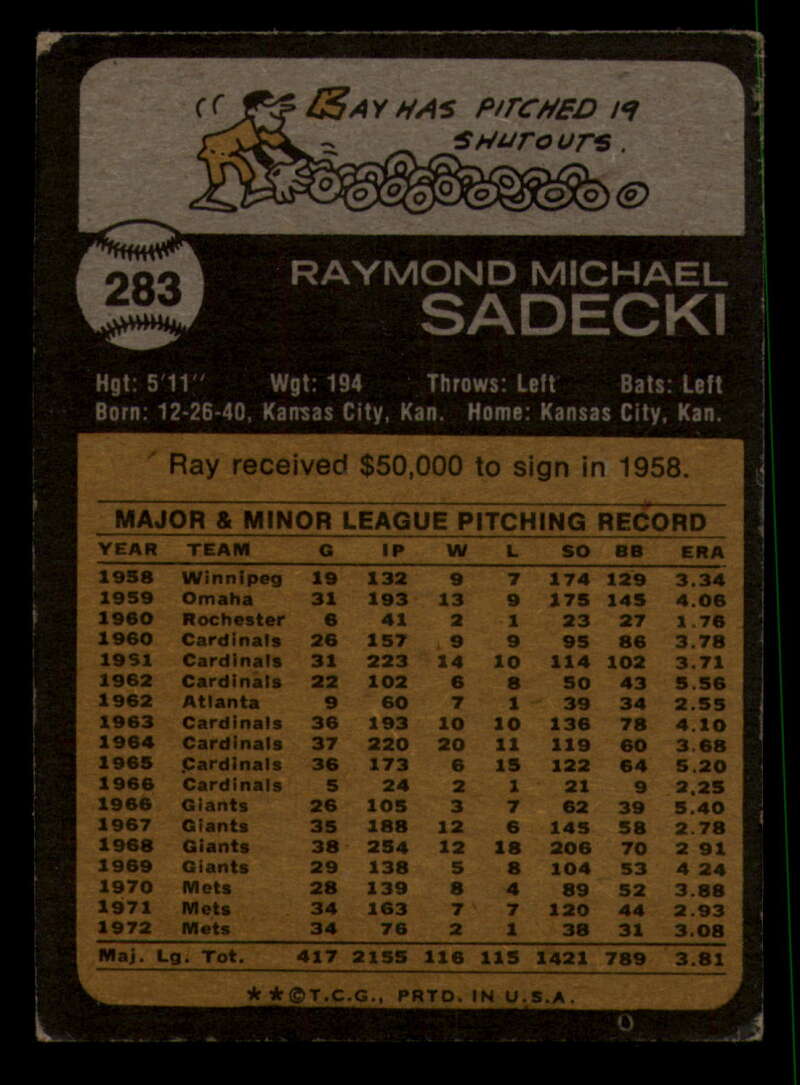 RAY HAS PITCHED 19
SHUTOUTS.
283
RAYMOND MICHAEL
SADECKI
Hgt: 5'11" Wgt: 194 Throws: Left Bats: Left
Born: 12-26-40, Kansas City, Kan. Home: Kansas City, Kan.
Ray received $50,000 to sign in 1958.
MAJOR & MINOR LEAGUE PITCHING RECORD
YEAR TEAM G IP W L SO BB ERA
1958 Winnipeg 19 132 9 7 174 129 3.34
1959 Omaha 31 193 13 9 175 145 4.06
1960 Rochester 6 41 2 1 23 27 1.76
1960 Cardinals 26 157 9 9 95 86 3.78
19S1 Cardinals 31 223 14 10 114 102 3.71
1962 Cardinals 22 102 6 8 50 43 5.56
1962 Atlanta 9 60 7 1 39 34 2.55
1963 Cardinals 36 193 10 10 136 78 4.10
1964 Cardinals 37 220 20 11 119 60 3.68
1965 Cardinals 36 173 6 15 122 64 5.20
1966 Cardinals 5 24 2 1 21 9 2.25
1966 Giants 26 105 3 7 62 39 5.40
1967 Giants 35 188 12 6 145 58 2.78
1968 Giants 38 254 12 18 206 70 2 91
1969 Giants 29 138 5 8 104 53 4 24
1970 Mets 28 139 8 4 89 52 3.88
1971 Mets 34 163 7 7 120 44 2.93
1972 Mets 34 76 2 1 38 31 3.08
Maj. Lg. Tot. 417 2155 116 115 1421 789 3.81
**©T.C.G., PRTD. IN U.S.A.